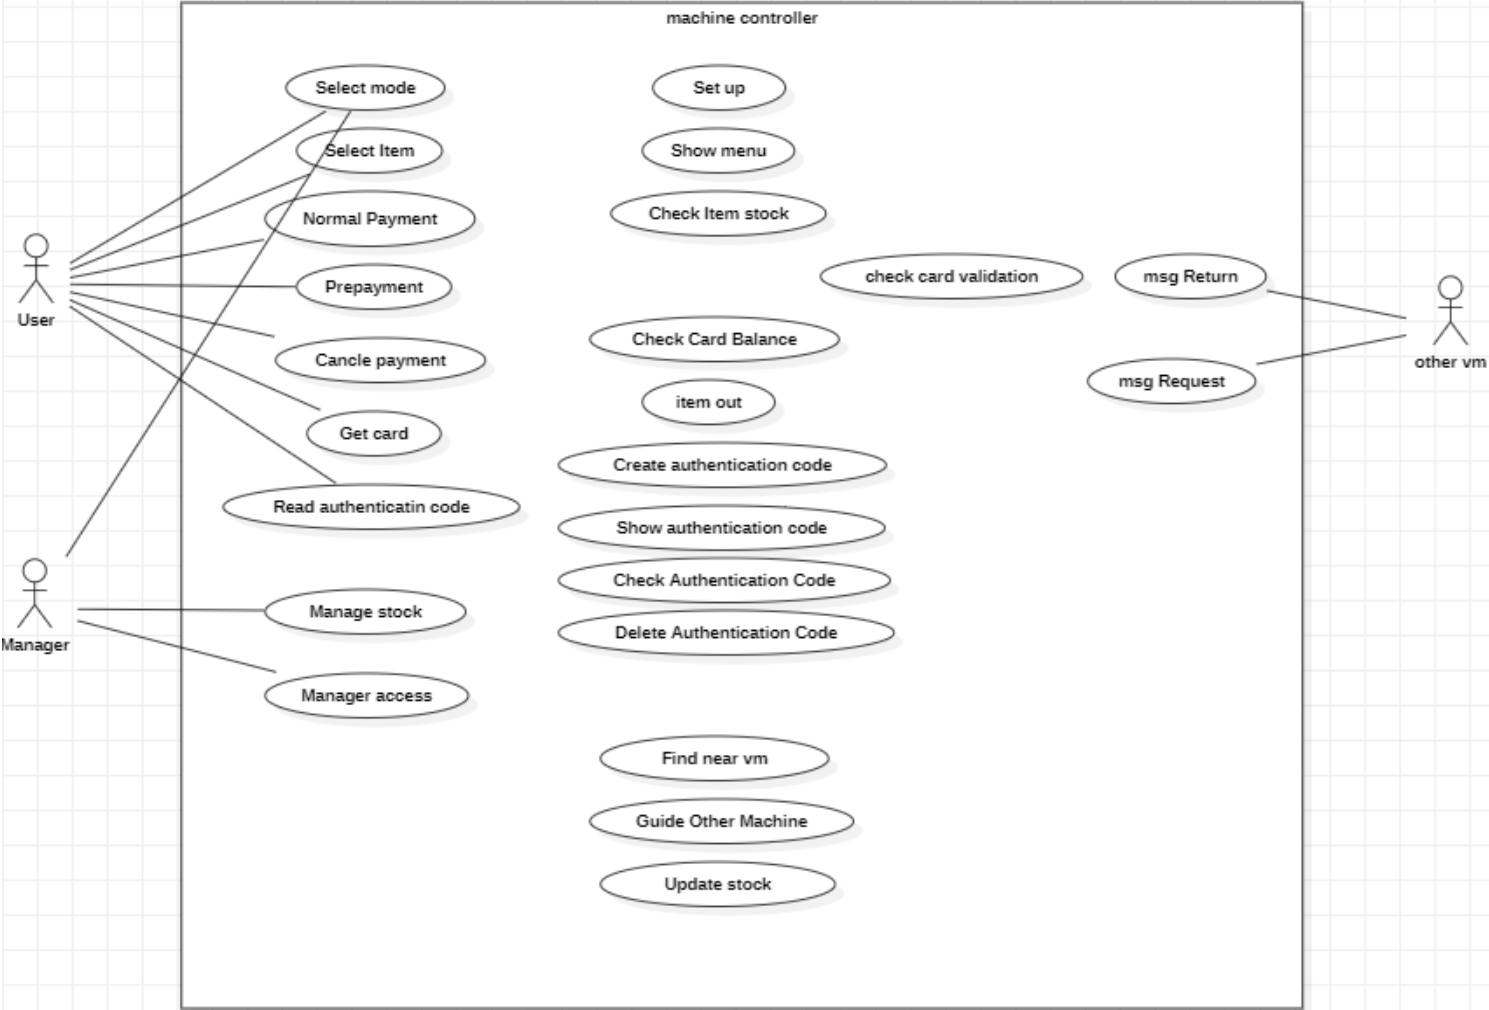 machine controller
Select mode
Set up
Select Item
Show menu
Normal Payment
Check Item stock
User
Prepayment
check card validation
msg Return
other vm
Cancle payment
Check Card Balance
msg Request
Get card
item out
Read authenticatin code
Create authentication code
Show authentication code
Check Authentication Code
Manager
Manage stock
Delete Authentication Code
Manager access
Find near vm
Guide Other Machine
Update stock